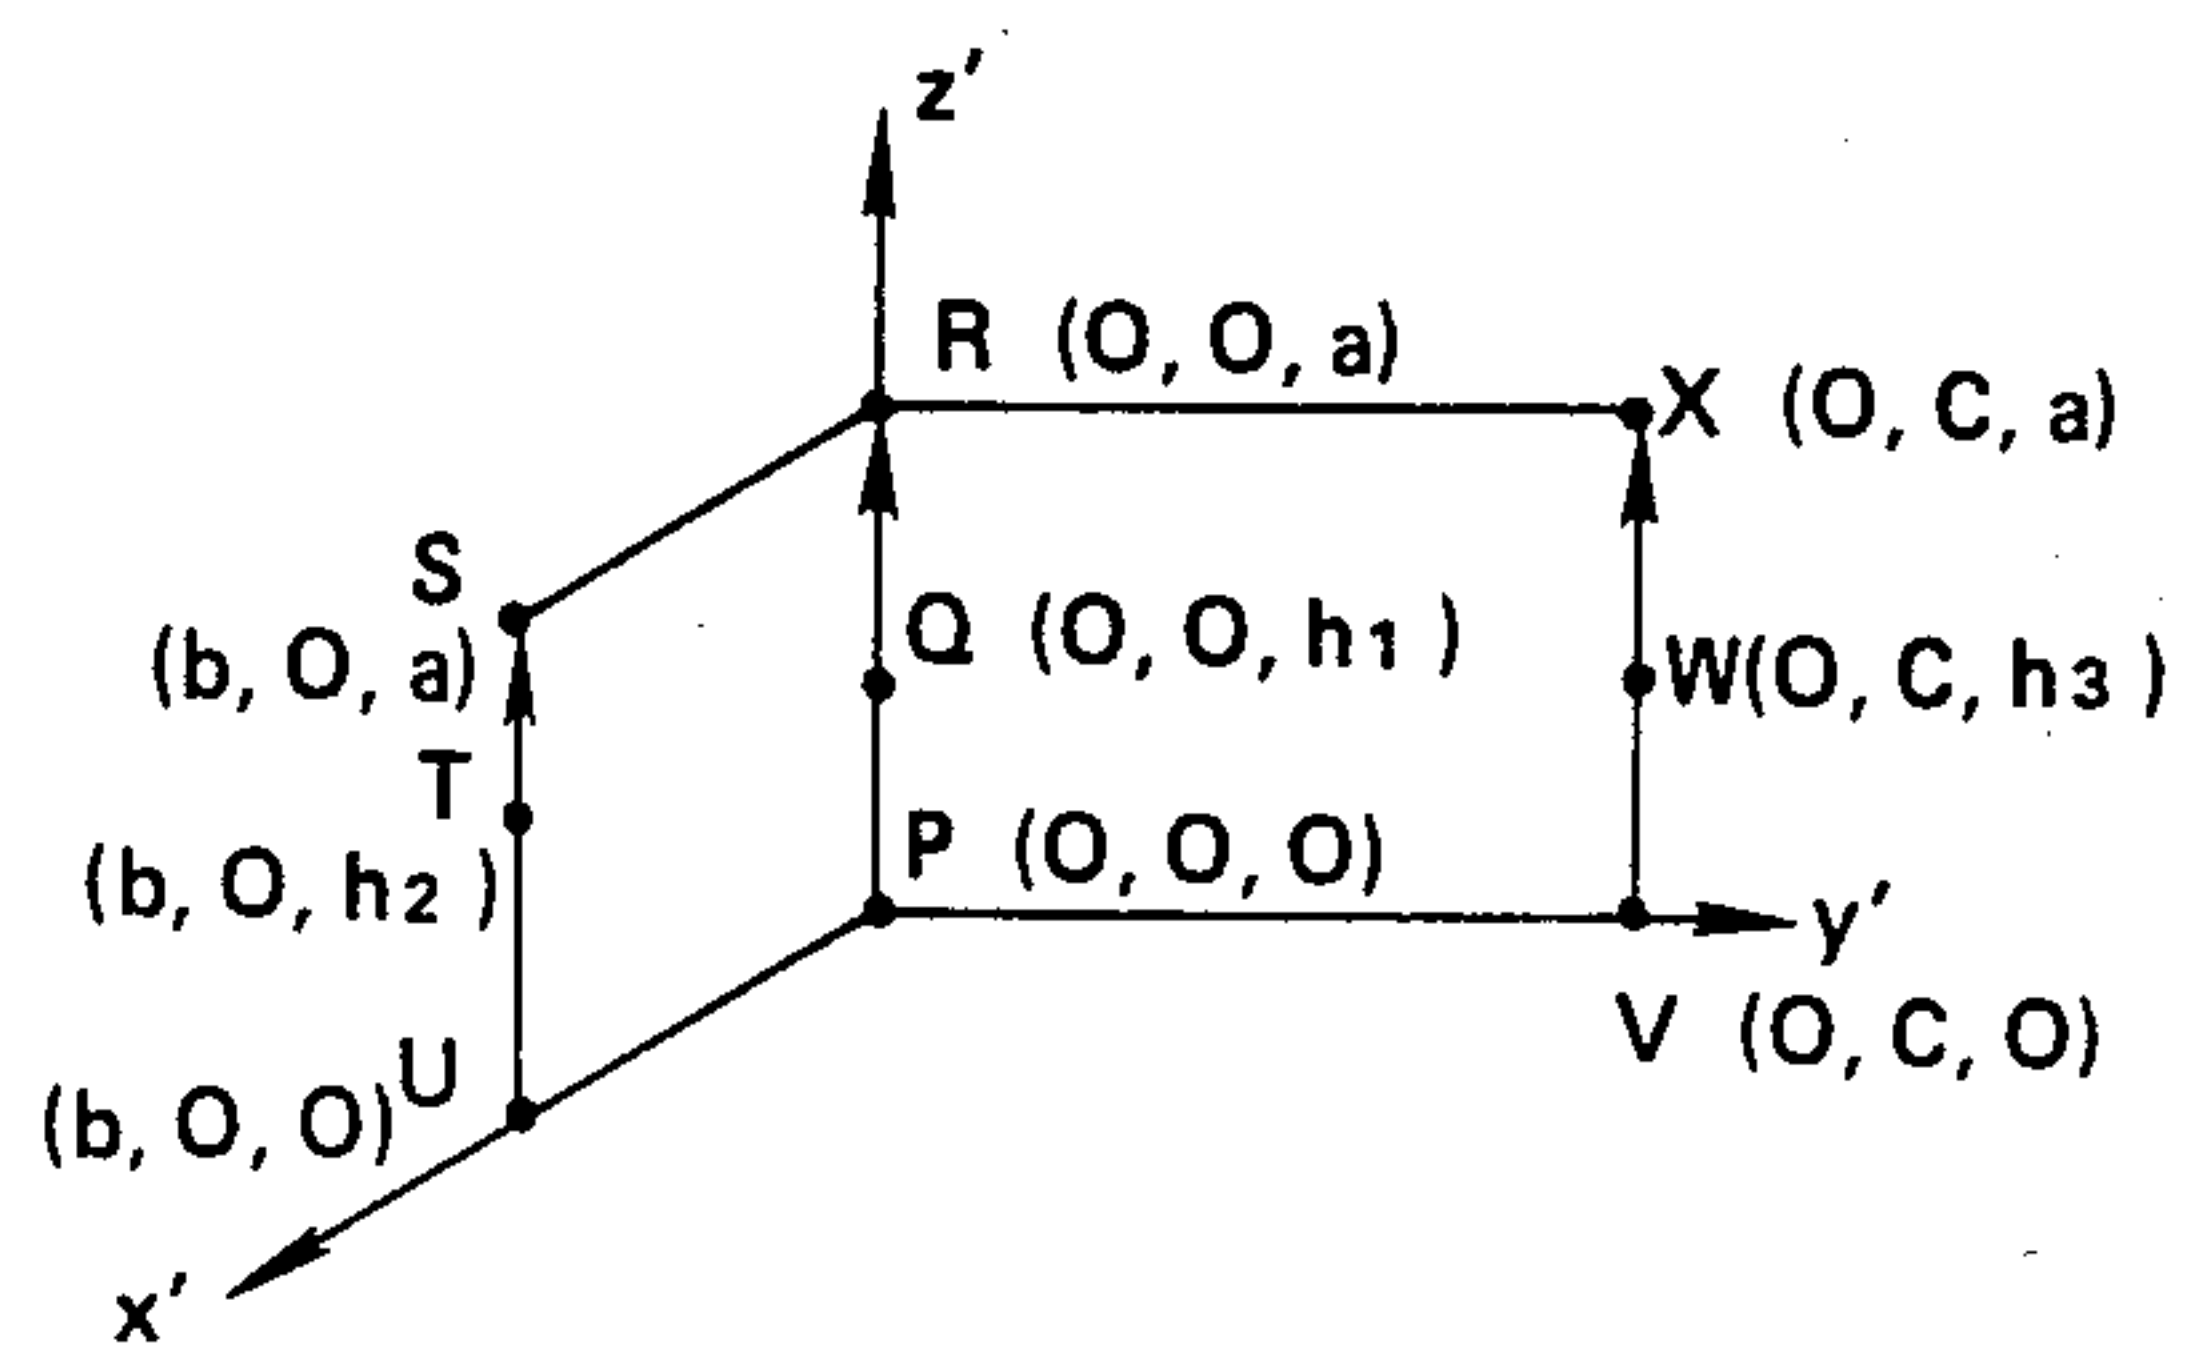 z′
R (O, O, a)
X (O, C, a)
S
(b, O, a)
Q (O, O, h1 )
W(O, C, h3 )
T
(b, O, h2 )
P (O, O, O)
y′
V (O, C, O)
U
(b, O, O)
x′